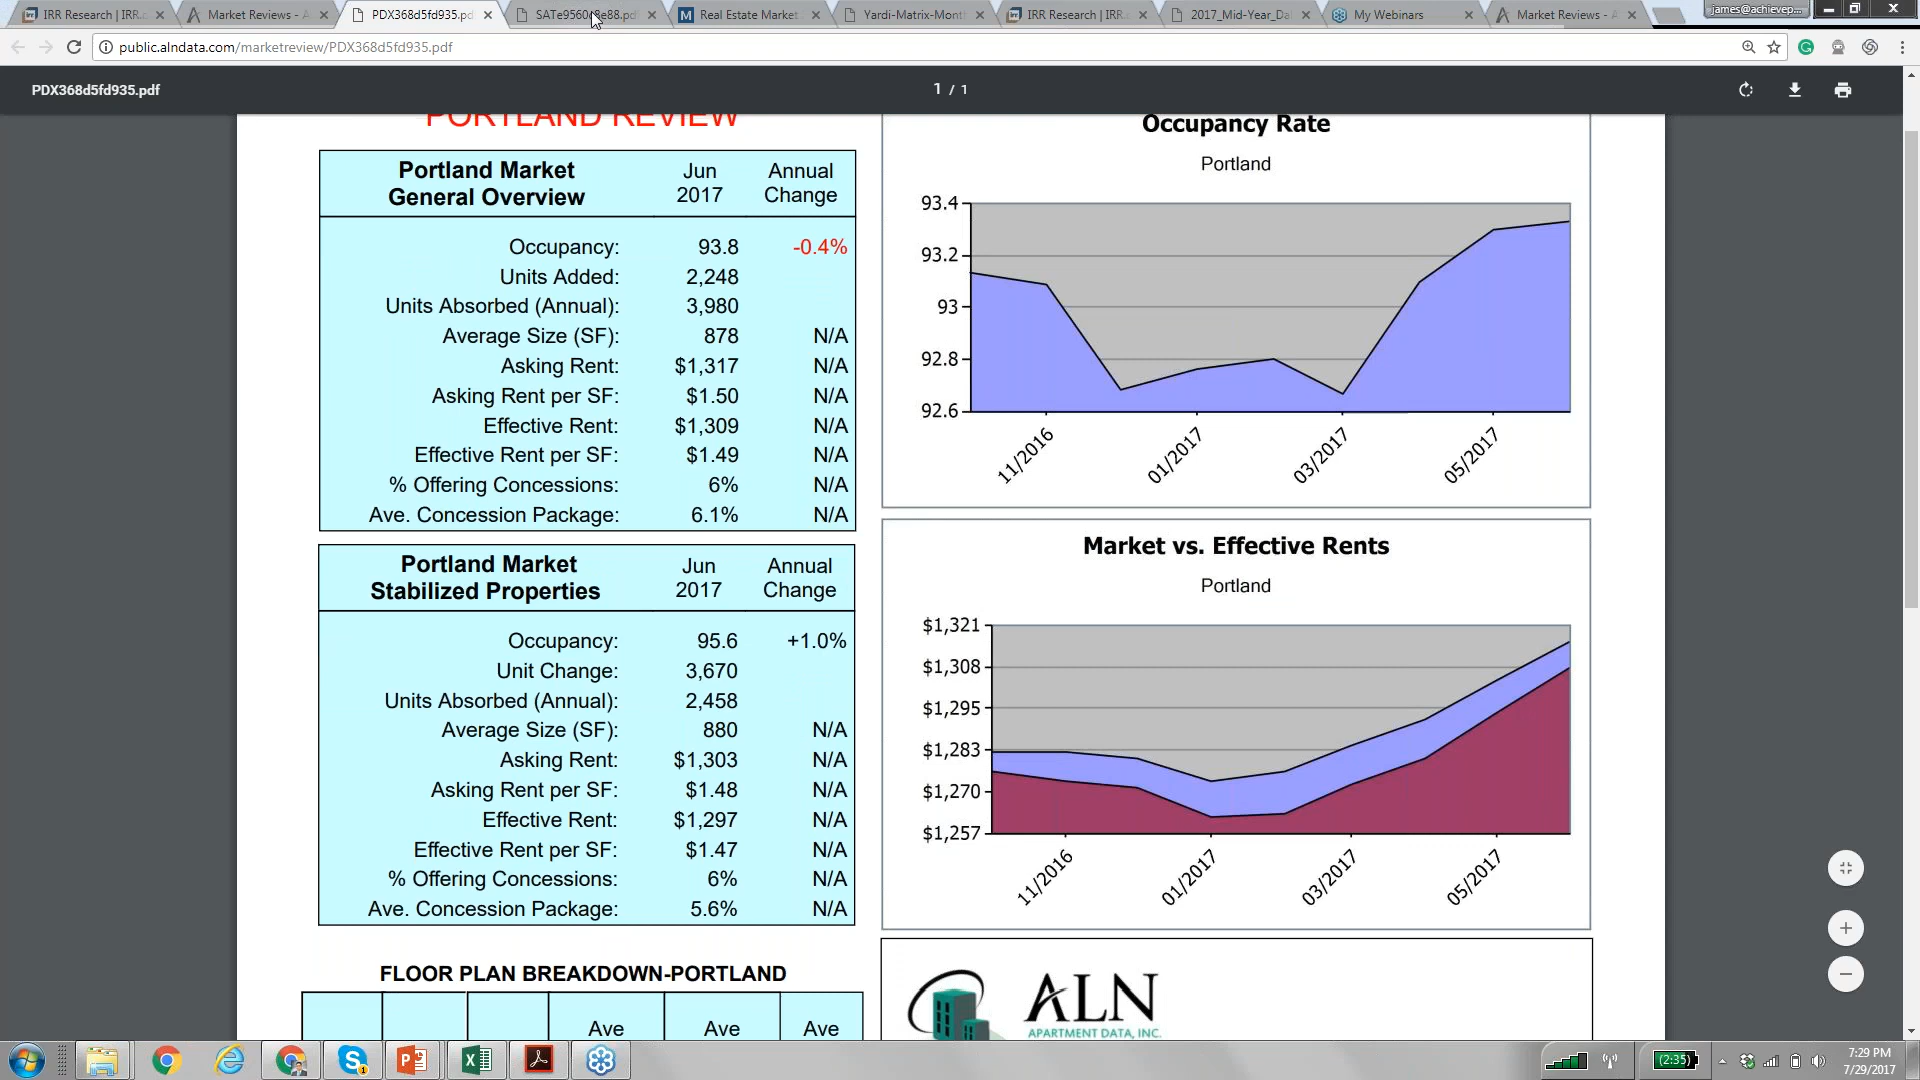 IRR Research | IRR.c
Market Reviews - A
PDX368d5fd935.pdf
SATe9560
8e88.pdf
Real Estate Market
Yardi-Matrix-Mont
IRR Research | IRR.
2017_Mid-Year_Da
My Webinars
Market Reviews - A
james@achievep...
public.alndata.com/marketreview/PDX368d5fd935.pdf
PDX368d5fd935.pdf
1 / 1
PORTLAND REVIEW
Portland Market
General Overview
Jun
2017
Annual
Change
Occupancy: 93.8 -0.4%
Units Added: 2,248
Units Absorbed (Annual): 3,980
Average Size (SF): 878 N/A
Asking Rent: $1,317 N/A
Asking Rent per SF: $1.50 N/A
Effective Rent: $1,309 N/A
Effective Rent per SF: $1.49 N/A
% Offering Concessions: 6% N/A
Ave. Concession Package: 6.1% N/A
Portland Market
Stabilized Properties
Jun
2017
Annual
Change
Occupancy: 95.6 +1.0%
Unit Change: 3,670
Units Absorbed (Annual): 2,458
Average Size (SF): 880 N/A
Asking Rent: $1,303 N/A
Asking Rent per SF: $1.48 N/A
Effective Rent: $1,297 N/A
Effective Rent per SF: $1.47 N/A
% Offering Concessions: 6% N/A
Ave. Concession Package: 5.6% N/A
FLOOR PLAN BREAKDOWN-PORTLAND
Ave Ave Ave
Occupancy Rate
Portland
93.4
93.2
93
92.8
92.6
11/2016 01/2017 03/2017 05/2017
Market vs. Effective Rents
Portland
$1,321
$1,308
$1,295
$1,283
$1,270
$1,257
11/2016 01/2017 03/2017 05/2017
ALN
APARTMENT DATA, INC.
(2:35)
7:29 PM
7/29/2017